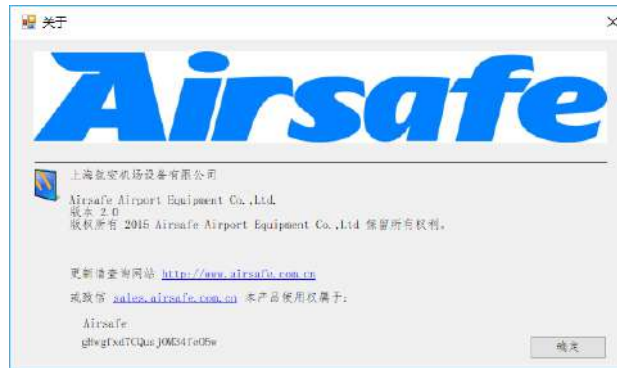 关于
Airsafe
上海航安机场设备有限公司
Airsafe Airport Equipment Co.,Ltd.
版本 2.0
版权所有 2015 Airsafe Airport Equipment Co.,Ltd 保留所有权利。
更新请查询网站 http://www.airsafe.com.cn
或致信 sales.airsafe.com.cn 本产品使用权属于:
Airsafe
确定